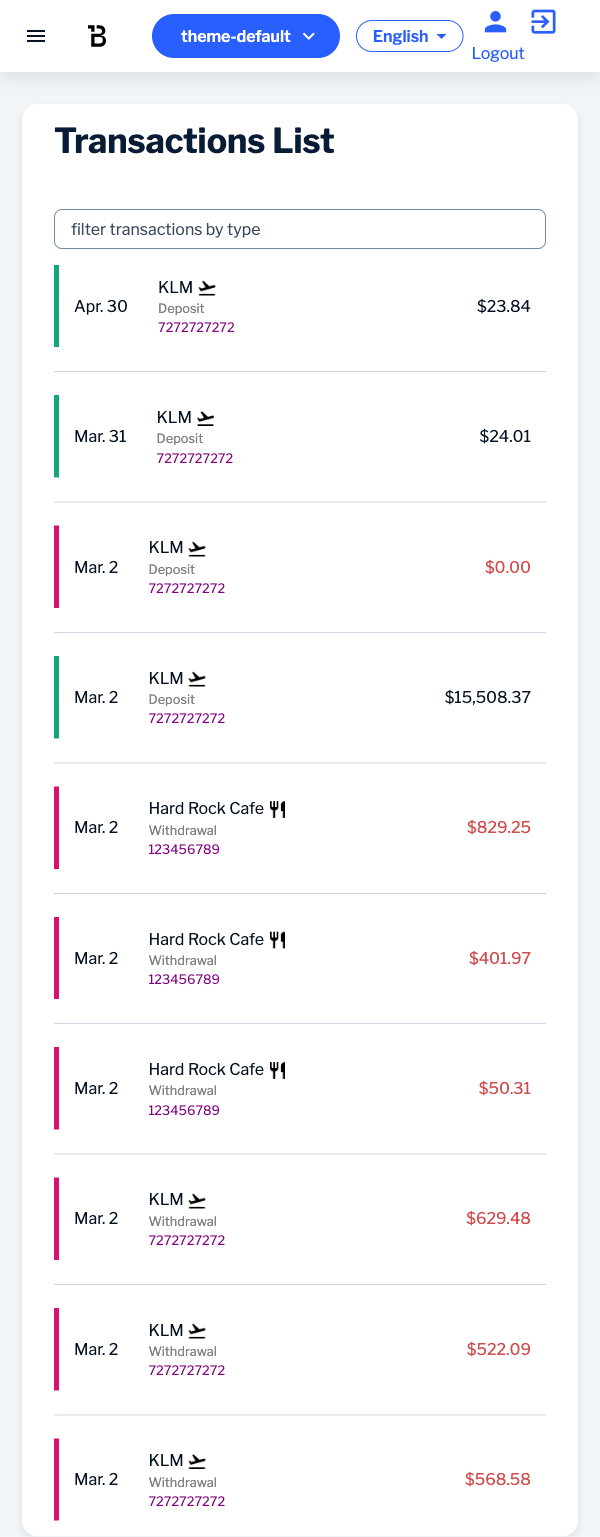 theme-default
English
Logout
Transactions List
filter transactions by type
Apr. 30
KLM
Deposit
7272727272
$23.84
Mar. 31
KLM
Deposit
7272727272
$24.01
Mar. 2
KLM
Deposit
7272727272
$0.00
Mar. 2
KLM
Deposit
7272727272
$15,508.37
Mar. 2
Hard Rock Cafe
Withdrawal
123456789
$829.25
Mar. 2
Hard Rock Cafe
Withdrawal
123456789
$401.97
Mar. 2
Hard Rock Cafe
Withdrawal
123456789
$50.31
Mar. 2
KLM
Withdrawal
7272727272
$629.48
Mar. 2
KLM
Withdrawal
7272727272
$522.09
Mar. 2
KLM
Withdrawal
7272727272
$568.58